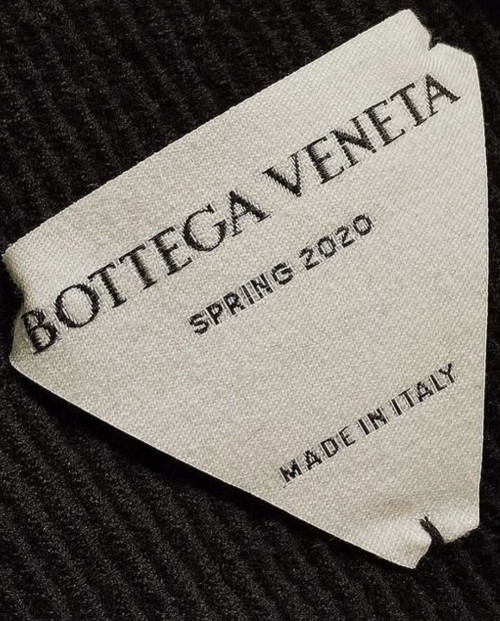 BOTTEGA VENETA
SPRING 2020
MADE IN ITALY